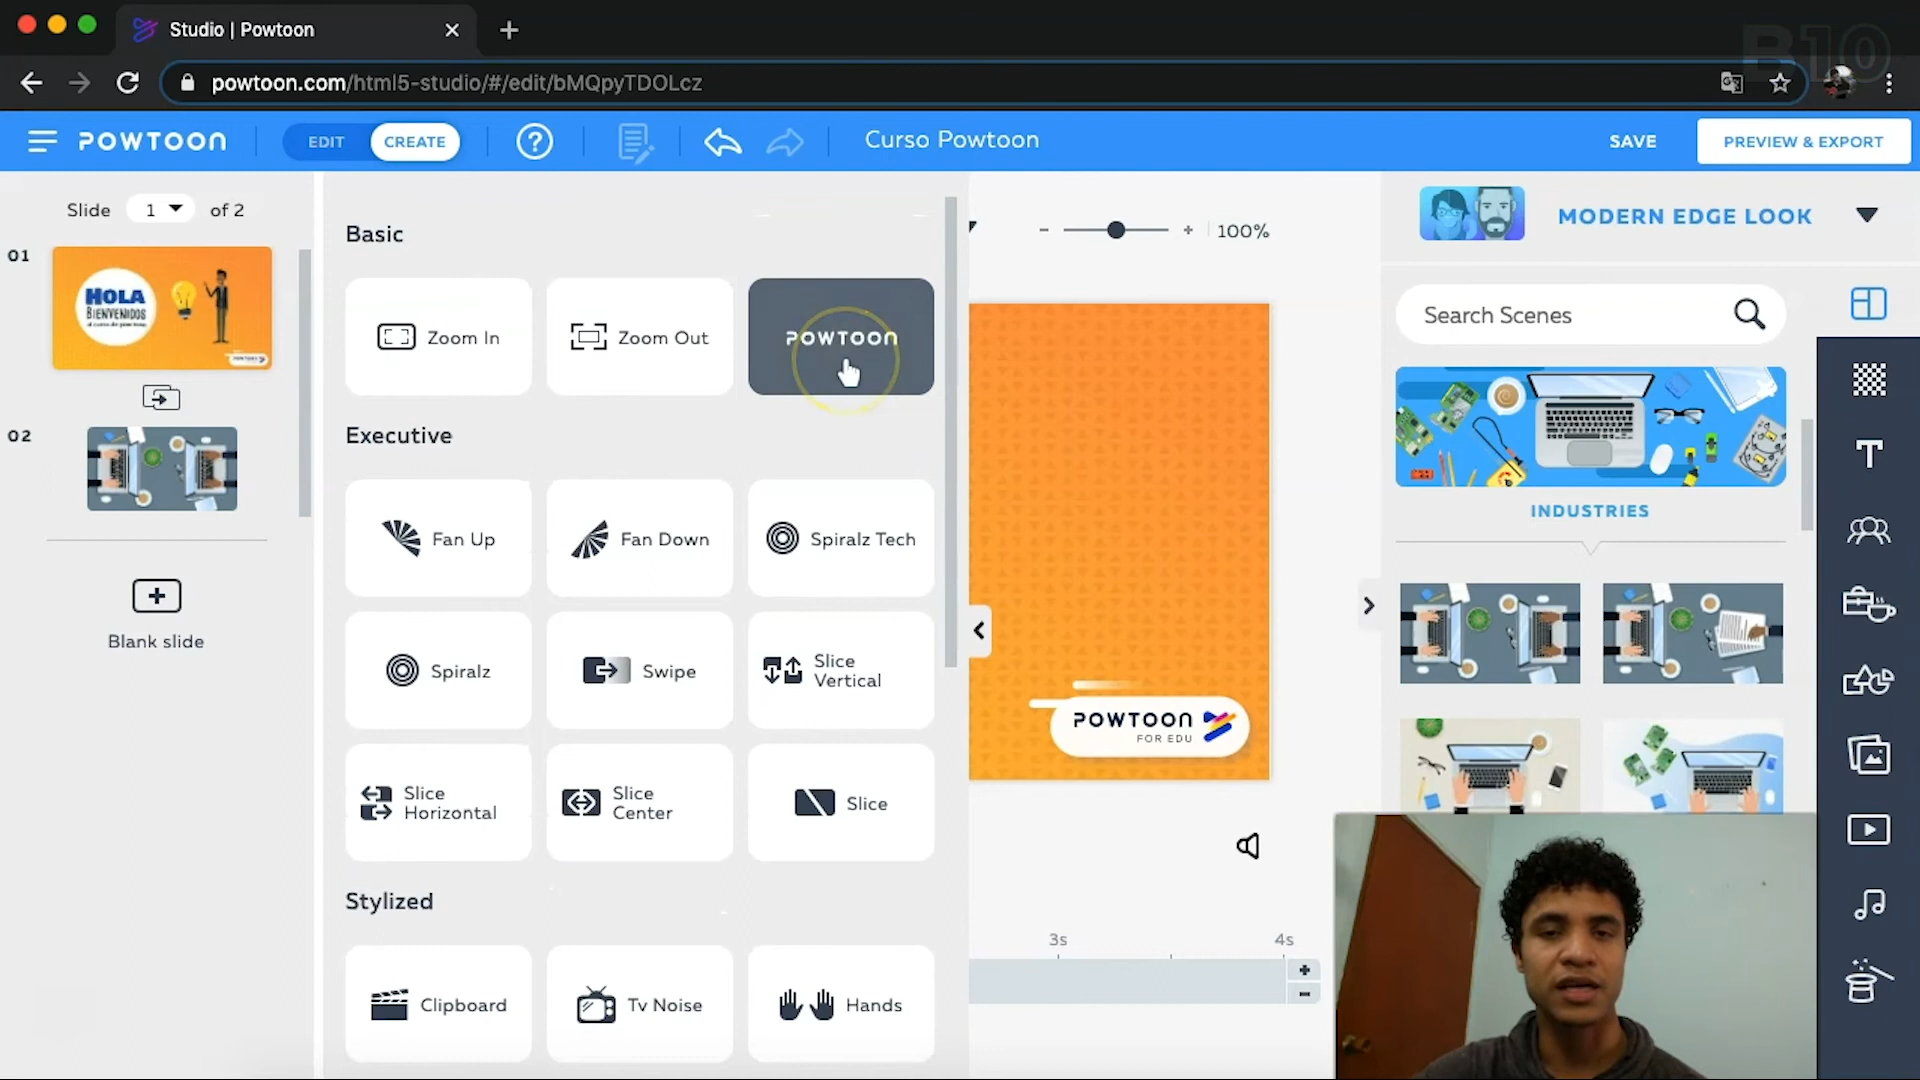 Studio | Powtoon
B10
powtoon.com/html5-studio/#/edit/bMQpyTDOLcz
POWTOON
EDIT
CREATE
?
Curso Powtoon
SAVE
PREVIEW & EXPORT
Slide 1 of 2
01
HOLA
BIENVENIDOS
02
Blank slide
Basic
Zoom In
Zoom Out
POWTOON
Executive
Fan Up
Fan Down
Spiralz Tech
Spiralz
Swipe
Slice
Vertical
Slice
Horizontal
Slice
Center
Slice
Stylized
Clipboard
Tv Noise
Hands
- + 100%
POWTOON
FOR EDU
3s
4s
+
-
MODERN EDGE LOOK
Search Scenes
INDUSTRIES
T